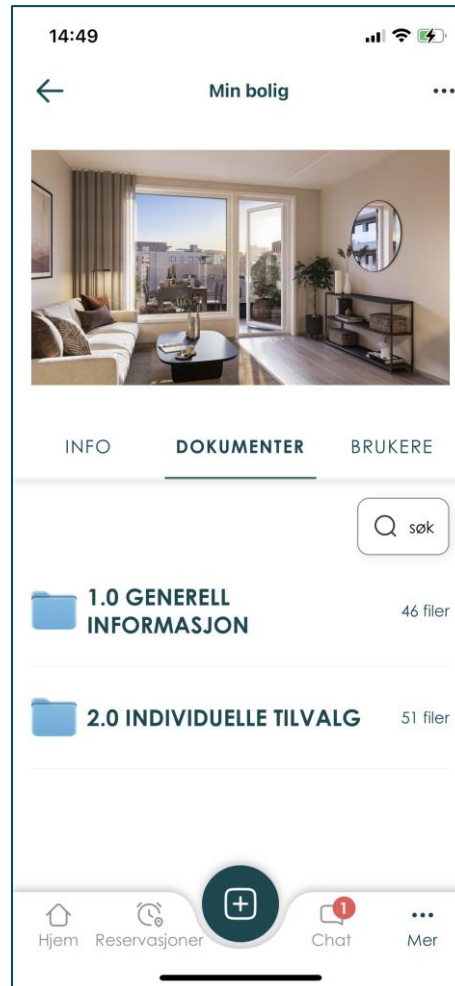 14:49
Min bolig
INFO DOKUMENTER BRUKERE
søk
1.0 GENERELL
INFORMASJON
46 filer
2.0 INDIVIDUELLE TILVALG 51 filer
1
Hjem Reservasjoner Chat Mer